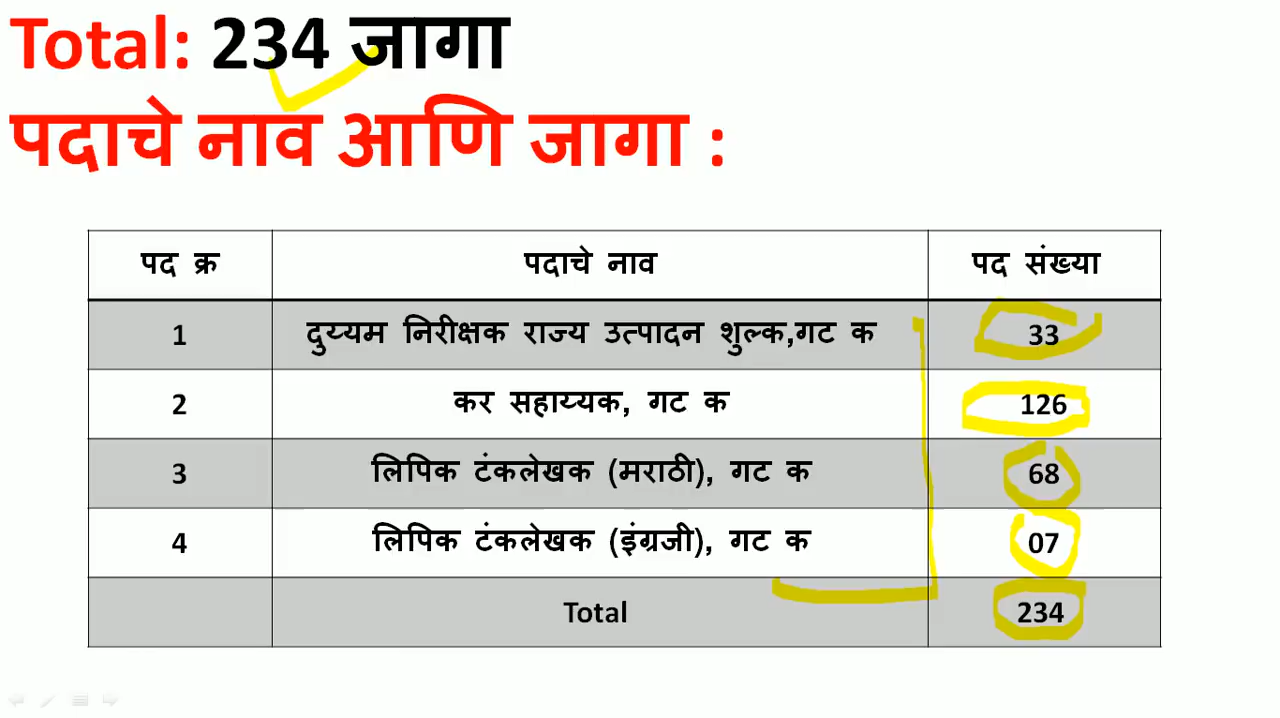 Total: 234 जागा
पदाचे नाव आणि जागा :
पद क्र पदाचे नाव पद संख्या
1 दुय्यम निरीक्षक राज्य उत्पादन शुल्क,गट क 33
2 कर सहाय्यक, गट क 126
3 लिपिक टंकलेखक (मराठी), गट क 68
4 लिपिक टंकलेखक (इंग्रजी), गट क 07
Total 234